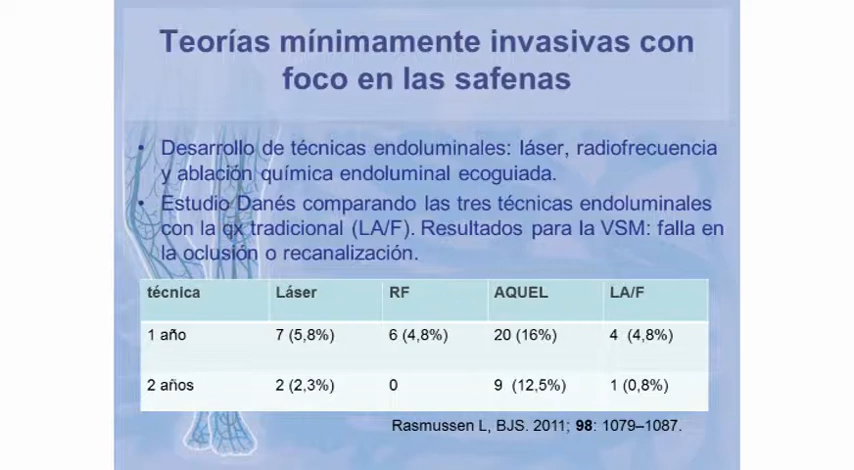 Teorías mínimamente invasivas con
foco en las safenas
• Desarrollo de técnicas endoluminales: láser, radiofrecuencia
y ablación química endoluminal ecoguiada.
• Estudio Danés comparando las tres técnicas endoluminales
con la qx tradicional (LA/F). Resultados para la VSM: falla en
la oclusión o recanalización.
técnica Láser RF AQUEL LA/F
1 año 7 (5,8%) 6 (4,8%) 20 (16%) 4 (4,8%)
2 años 2 (2,3%) 0 9 (12,5%) 1 (0,8%)
Rasmussen L, BJS. 2011; 98: 1079–1087.